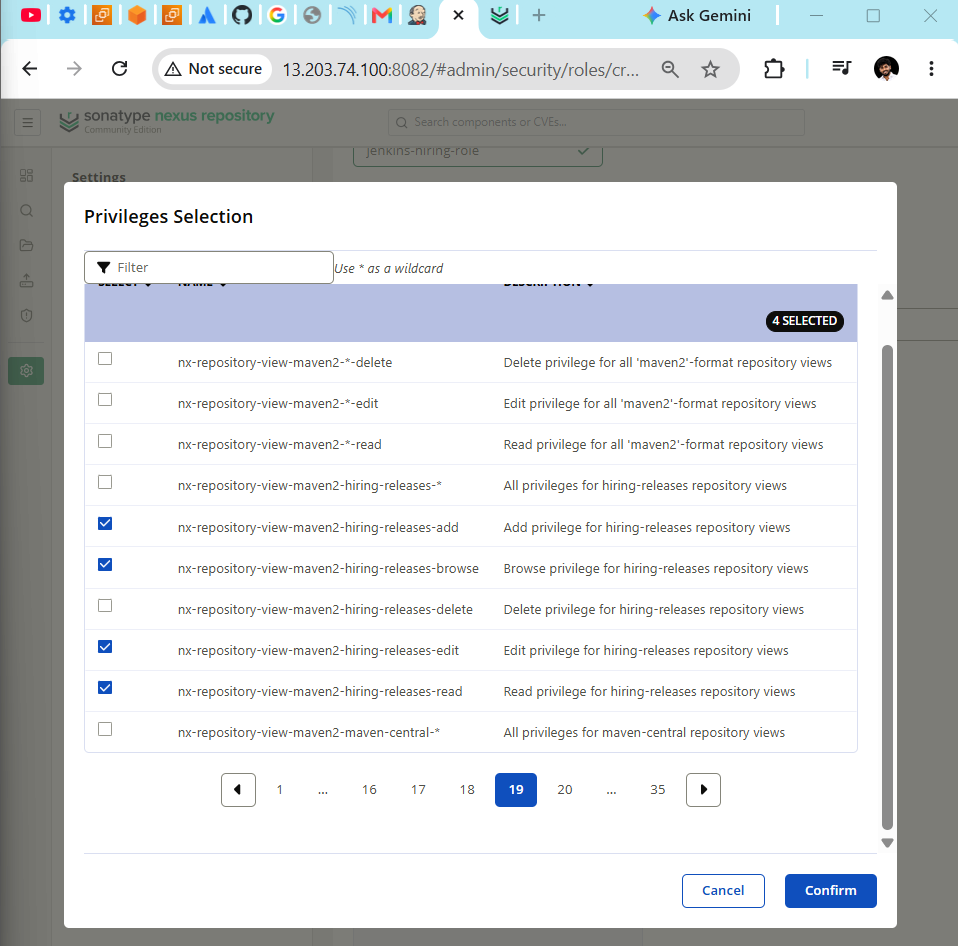 Ask Gemini
Not secure
13.203.74.100:8082/#admin/security/roles/cr...
sonatype nexus repository
Community Edition
Search components or CVEs...
jenkins-hiring-role
Settings
Privileges Selection
Filter
Use * as a wildcard
SELECT NAME DESCRIPTION
4 SELECTED
nx-repository-view-maven2-*-delete Delete privilege for all 'maven2'-format repository views
nx-repository-view-maven2-*-edit Edit privilege for all 'maven2'-format repository views
nx-repository-view-maven2-*-read Read privilege for all 'maven2'-format repository views
nx-repository-view-maven2-hiring-releases-* All privileges for hiring-releases repository views
nx-repository-view-maven2-hiring-releases-add Add privilege for hiring-releases repository views
nx-repository-view-maven2-hiring-releases-browse Browse privilege for hiring-releases repository views
nx-repository-view-maven2-hiring-releases-delete Delete privilege for hiring-releases repository views
nx-repository-view-maven2-hiring-releases-edit Edit privilege for hiring-releases repository views
nx-repository-view-maven2-hiring-releases-read Read privilege for hiring-releases repository views
nx-repository-view-maven2-maven-central-* All privileges for maven-central repository views
1 ... 16 17 18 19 20 ... 35
Cancel Confirm